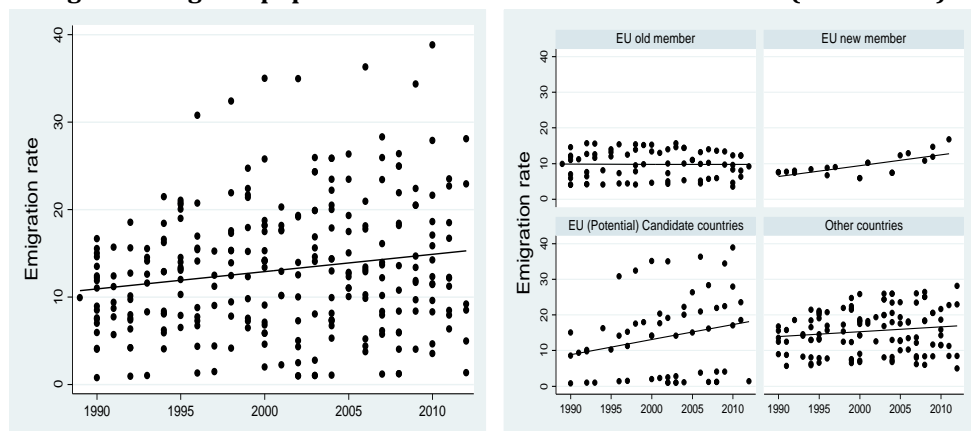 Emigration rate
40
30
20
10
0
1990 1995 2000 2005 2010
EU old member EU new member
Emigration rate
40
30
20
10
0
EU (Potential) Candidate countries Other countries
40
30
20
10
0
1990 1995 2000 2005 2010 1990 1995 2000 2005 2010